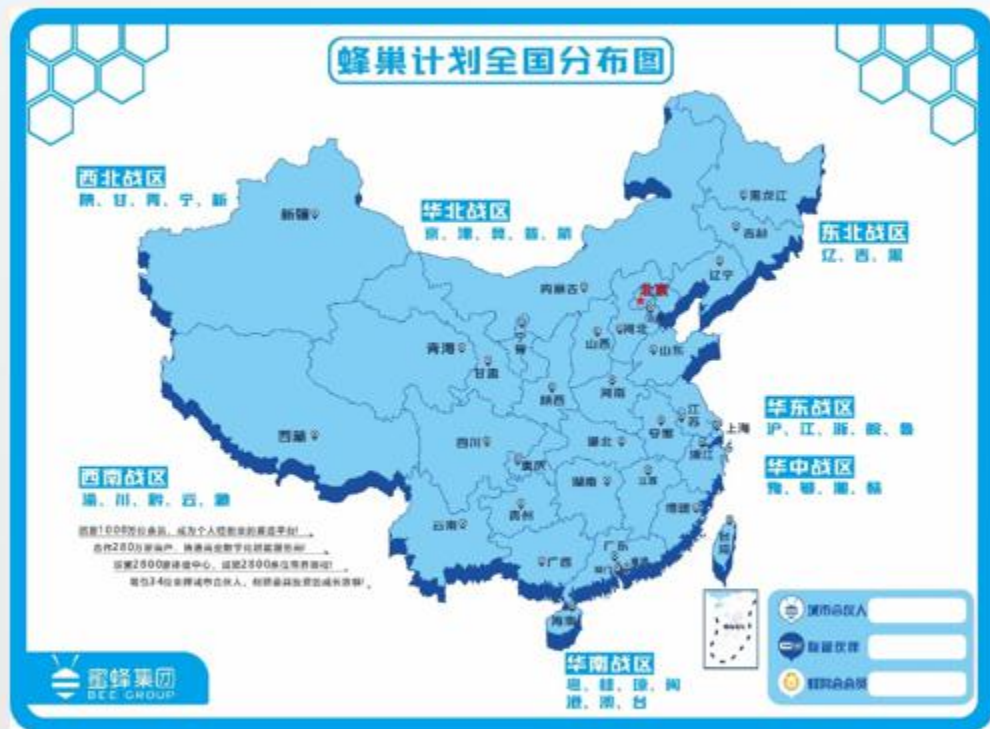 蜂巢计划全国分布图
西北战区
陕、甘、青、宁、新
新疆
华北战区
京、津、冀、晋、蒙
黑龙江
吉林
东北战区
辽、吉、黑
辽宁
内蒙古
北京
河北
山西
山东
宁夏
青海
甘肃
陕西
河南
华东战区
沪、江、浙、皖、鲁
江苏
安徽
上海
浙江
西藏
四川
重庆
湖北
华中战区
豫、鄂、湘、赣
西南战区
渝、川、黔、云、藏
湖南
江西
贵州
福建
云南
广西
广东
台湾
海南
城市合伙人
蜜蜂集团
BEE GROUP
华南战区
粤、桂、琼、闽
港、澳、台